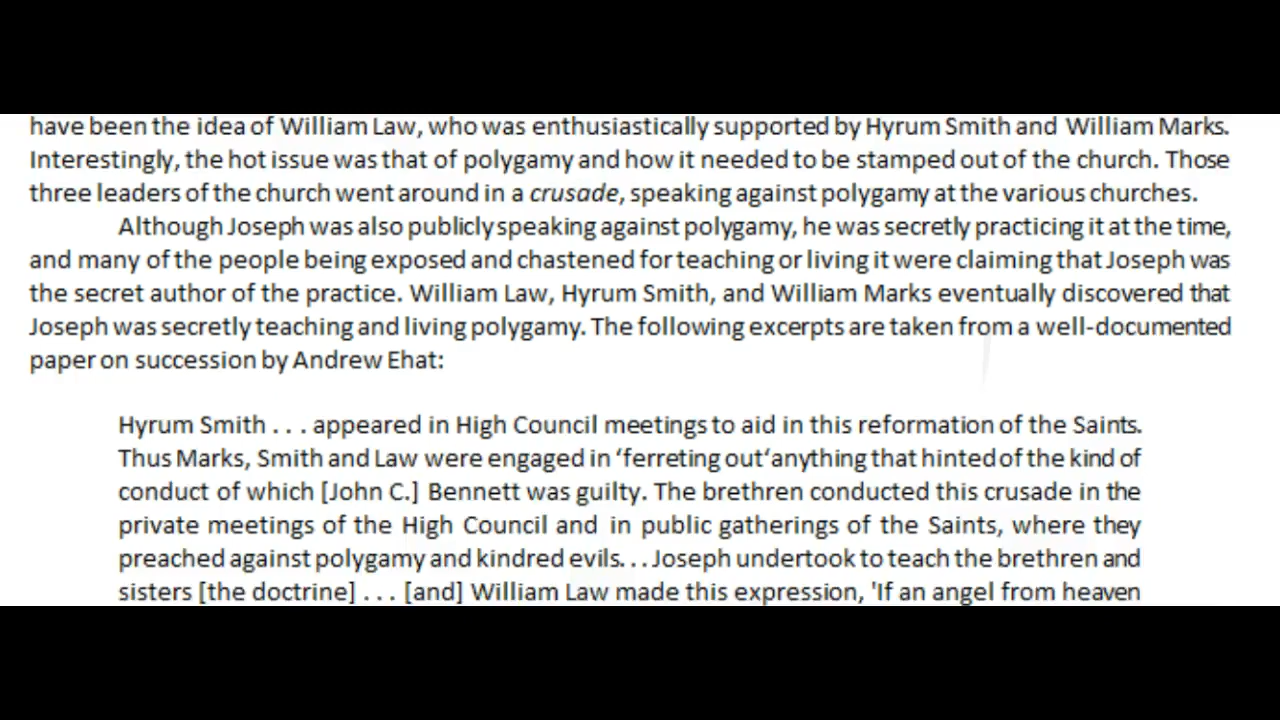 have been the idea of William Law, who was enthusiastically supported by Hyrum Smith and William Marks.
Interestingly, the hot issue was that of polygamy and how it needed to be stamped out of the church. Those
three leaders of the church went around in a crusade, speaking against polygamy at the various churches.
Although Joseph was also publicly speaking against polygamy, he was secretly practicing it at the time,
and many of the people being exposed and chastened for teaching or living it were claiming that Joseph was
the secret author of the practice. William Law, Hyrum Smith, and William Marks eventually discovered that
Joseph was secretly teaching and living polygamy. The following excerpts are taken from a well-documented
paper on succession by Andrew Ehat:
Hyrum Smith . . . appeared in High Council meetings to aid in this reformation of the Saints.
Thus Marks, Smith and Law were engaged in ‘ferreting out‘anything that hinted of the kind of
conduct of which [John C.] Bennett was guilty. The brethren conducted this crusade in the
private meetings of the High Council and in public gatherings of the Saints, where they
preached against polygamy and kindred evils. . . Joseph undertook to teach the brethren and
sisters [the doctrine] . . . [and] William Law made this expression, 'If an angel from heaven